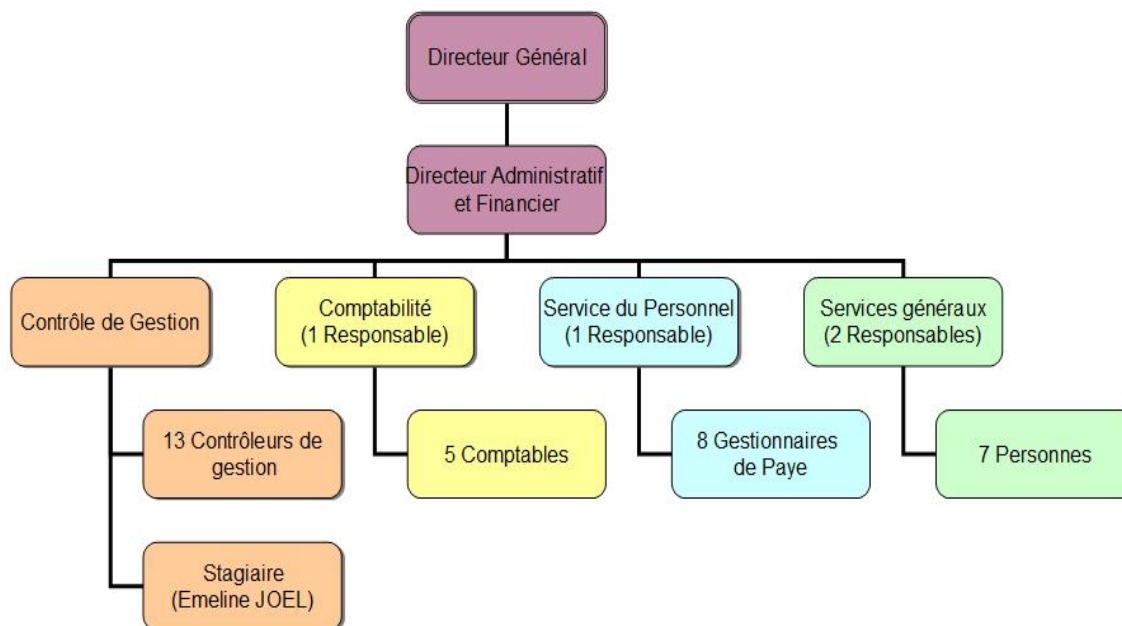 Directeur Général
Directeur Administratif
et Financier
Contrôle de Gestion
Comptabilité
(1 Responsable)
Service du Personnel
(1 Responsable)
Services généraux
(2 Responsables)
13 Contrôleurs de
gestion
5 Comptables
8 Gestionnaires
de Paye
7 Personnes
Stagiaire
(Emeline JOEL)